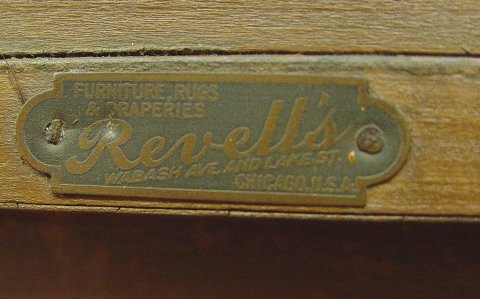 FURNITURE, RUGS
& DRAPERIES
Revell's
WABASH AVE. AND LAKE ST.
CHICAGO, U.S.A.